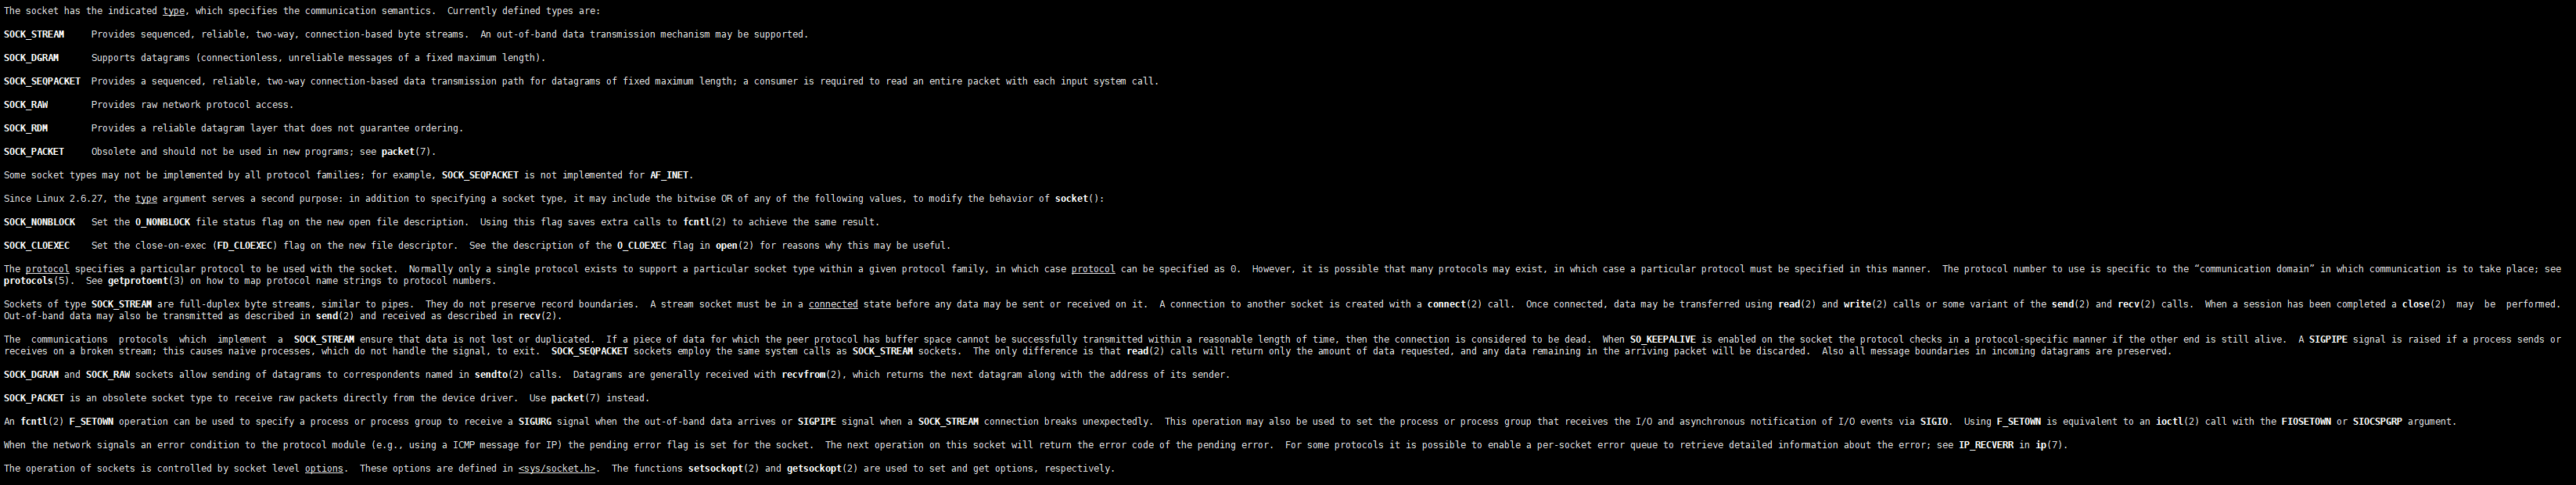 The socket has the indicated type, which specifies the communication semantics.  Currently defined types are:
SOCK_STREAM     Provides sequenced, reliable, two-way, connection-based byte streams.  An out-of-band data transmission mechanism may be supported.
SOCK_DGRAM      Supports datagrams (connectionless, unreliable messages of a fixed maximum length).
SOCK_SEQPACKET  Provides a sequenced, reliable, two-way connection-based data transmission path for datagrams of fixed maximum length; a consumer is required to read an entire packet with each input system call.
SOCK_RAW        Provides raw network protocol access.
SOCK_RDM        Provides a reliable datagram layer that does not guarantee ordering.
SOCK_PACKET     Obsolete and should not be used in new programs; see packet(7).
Some socket types may not be implemented by all protocol families; for example, SOCK_SEQPACKET is not implemented for AF_INET.
Since Linux 2.6.27, the type argument serves a second purpose: in addition to specifying a socket type, it may include the bitwise OR of any of the following values, to modify the behavior of socket():
SOCK_NONBLOCK   Set the O_NONBLOCK file status flag on the new open file description.  Using this flag saves extra calls to fcntl(2) to achieve the same result.
SOCK_CLOEXEC    Set the close-on-exec (FD_CLOEXEC) flag on the new file descriptor.  See the description of the O_CLOEXEC flag in open(2) for reasons why this may be useful.
The protocol specifies a particular protocol to be used with the socket.  Normally only a single protocol exists to support a particular socket type within a given protocol family, in which case protocol can be specified as 0.  However, it is possible that many protocols may exist, in which case a particular protocol must be specified in this manner.  The protocol number to use is specific to the “communication domain” in which communication is to take place; see
protocols(5).  See getprotoent(3) on how to map protocol name strings to protocol numbers.
Sockets of type SOCK_STREAM are full-duplex byte streams, similar to pipes.  They do not preserve record boundaries.  A stream socket must be in a connected state before any data may be sent or received on it.  A connection to another socket is created with a connect(2) call.  Once connected, data may be transferred using read(2) and write(2) calls or some variant of the send(2) and recv(2) calls.  When a session has been completed a close(2)  may  be  performed.
Out-of-band data may also be transmitted as described in send(2) and received as described in recv(2).
The  communications  protocols  which  implement  a  SOCK_STREAM ensure that data is not lost or duplicated.  If a piece of data for which the peer protocol has buffer space cannot be successfully transmitted within a reasonable length of time, then the connection is considered to be dead.  When SO_KEEPALIVE is enabled on the socket the protocol checks in a protocol-specific manner if the other end is still alive.  A SIGPIPE signal is raised if a process sends or
receives on a broken stream; this causes naive processes, which do not handle the signal, to exit.  SOCK_SEQPACKET sockets employ the same system calls as SOCK_STREAM sockets.  The only difference is that read(2) calls will return only the amount of data requested, and any data remaining in the arriving packet will be discarded.  Also all message boundaries in incoming datagrams are preserved.
SOCK_DGRAM and SOCK_RAW sockets allow sending of datagrams to correspondents named in sendto(2) calls.  Datagrams are generally received with recvfrom(2), which returns the next datagram along with the address of its sender.
SOCK_PACKET is an obsolete socket type to receive raw packets directly from the device driver.  Use packet(7) instead.
An fcntl(2) F_SETOWN operation can be used to specify a process or process group to receive a SIGURG signal when the out-of-band data arrives or SIGPIPE signal when a SOCK_STREAM connection breaks unexpectedly.  This operation may also be used to set the process or process group that receives the I/O and asynchronous notification of I/O events via SIGIO.  Using F_SETOWN is equivalent to an ioctl(2) call with the FIOSETOWN or SIOCSPGRP argument.
When the network signals an error condition to the protocol module (e.g., using a ICMP message for IP) the pending error flag is set for the socket.  The next operation on this socket will return the error code of the pending error.  For some protocols it is possible to enable a per-socket error queue to retrieve detailed information about the error; see IP_RECVERR in ip(7).
The operation of sockets is controlled by socket level options.  These options are defined in <sys/socket.h>.  The functions setsockopt(2) and getsockopt(2) are used to set and get options, respectively.